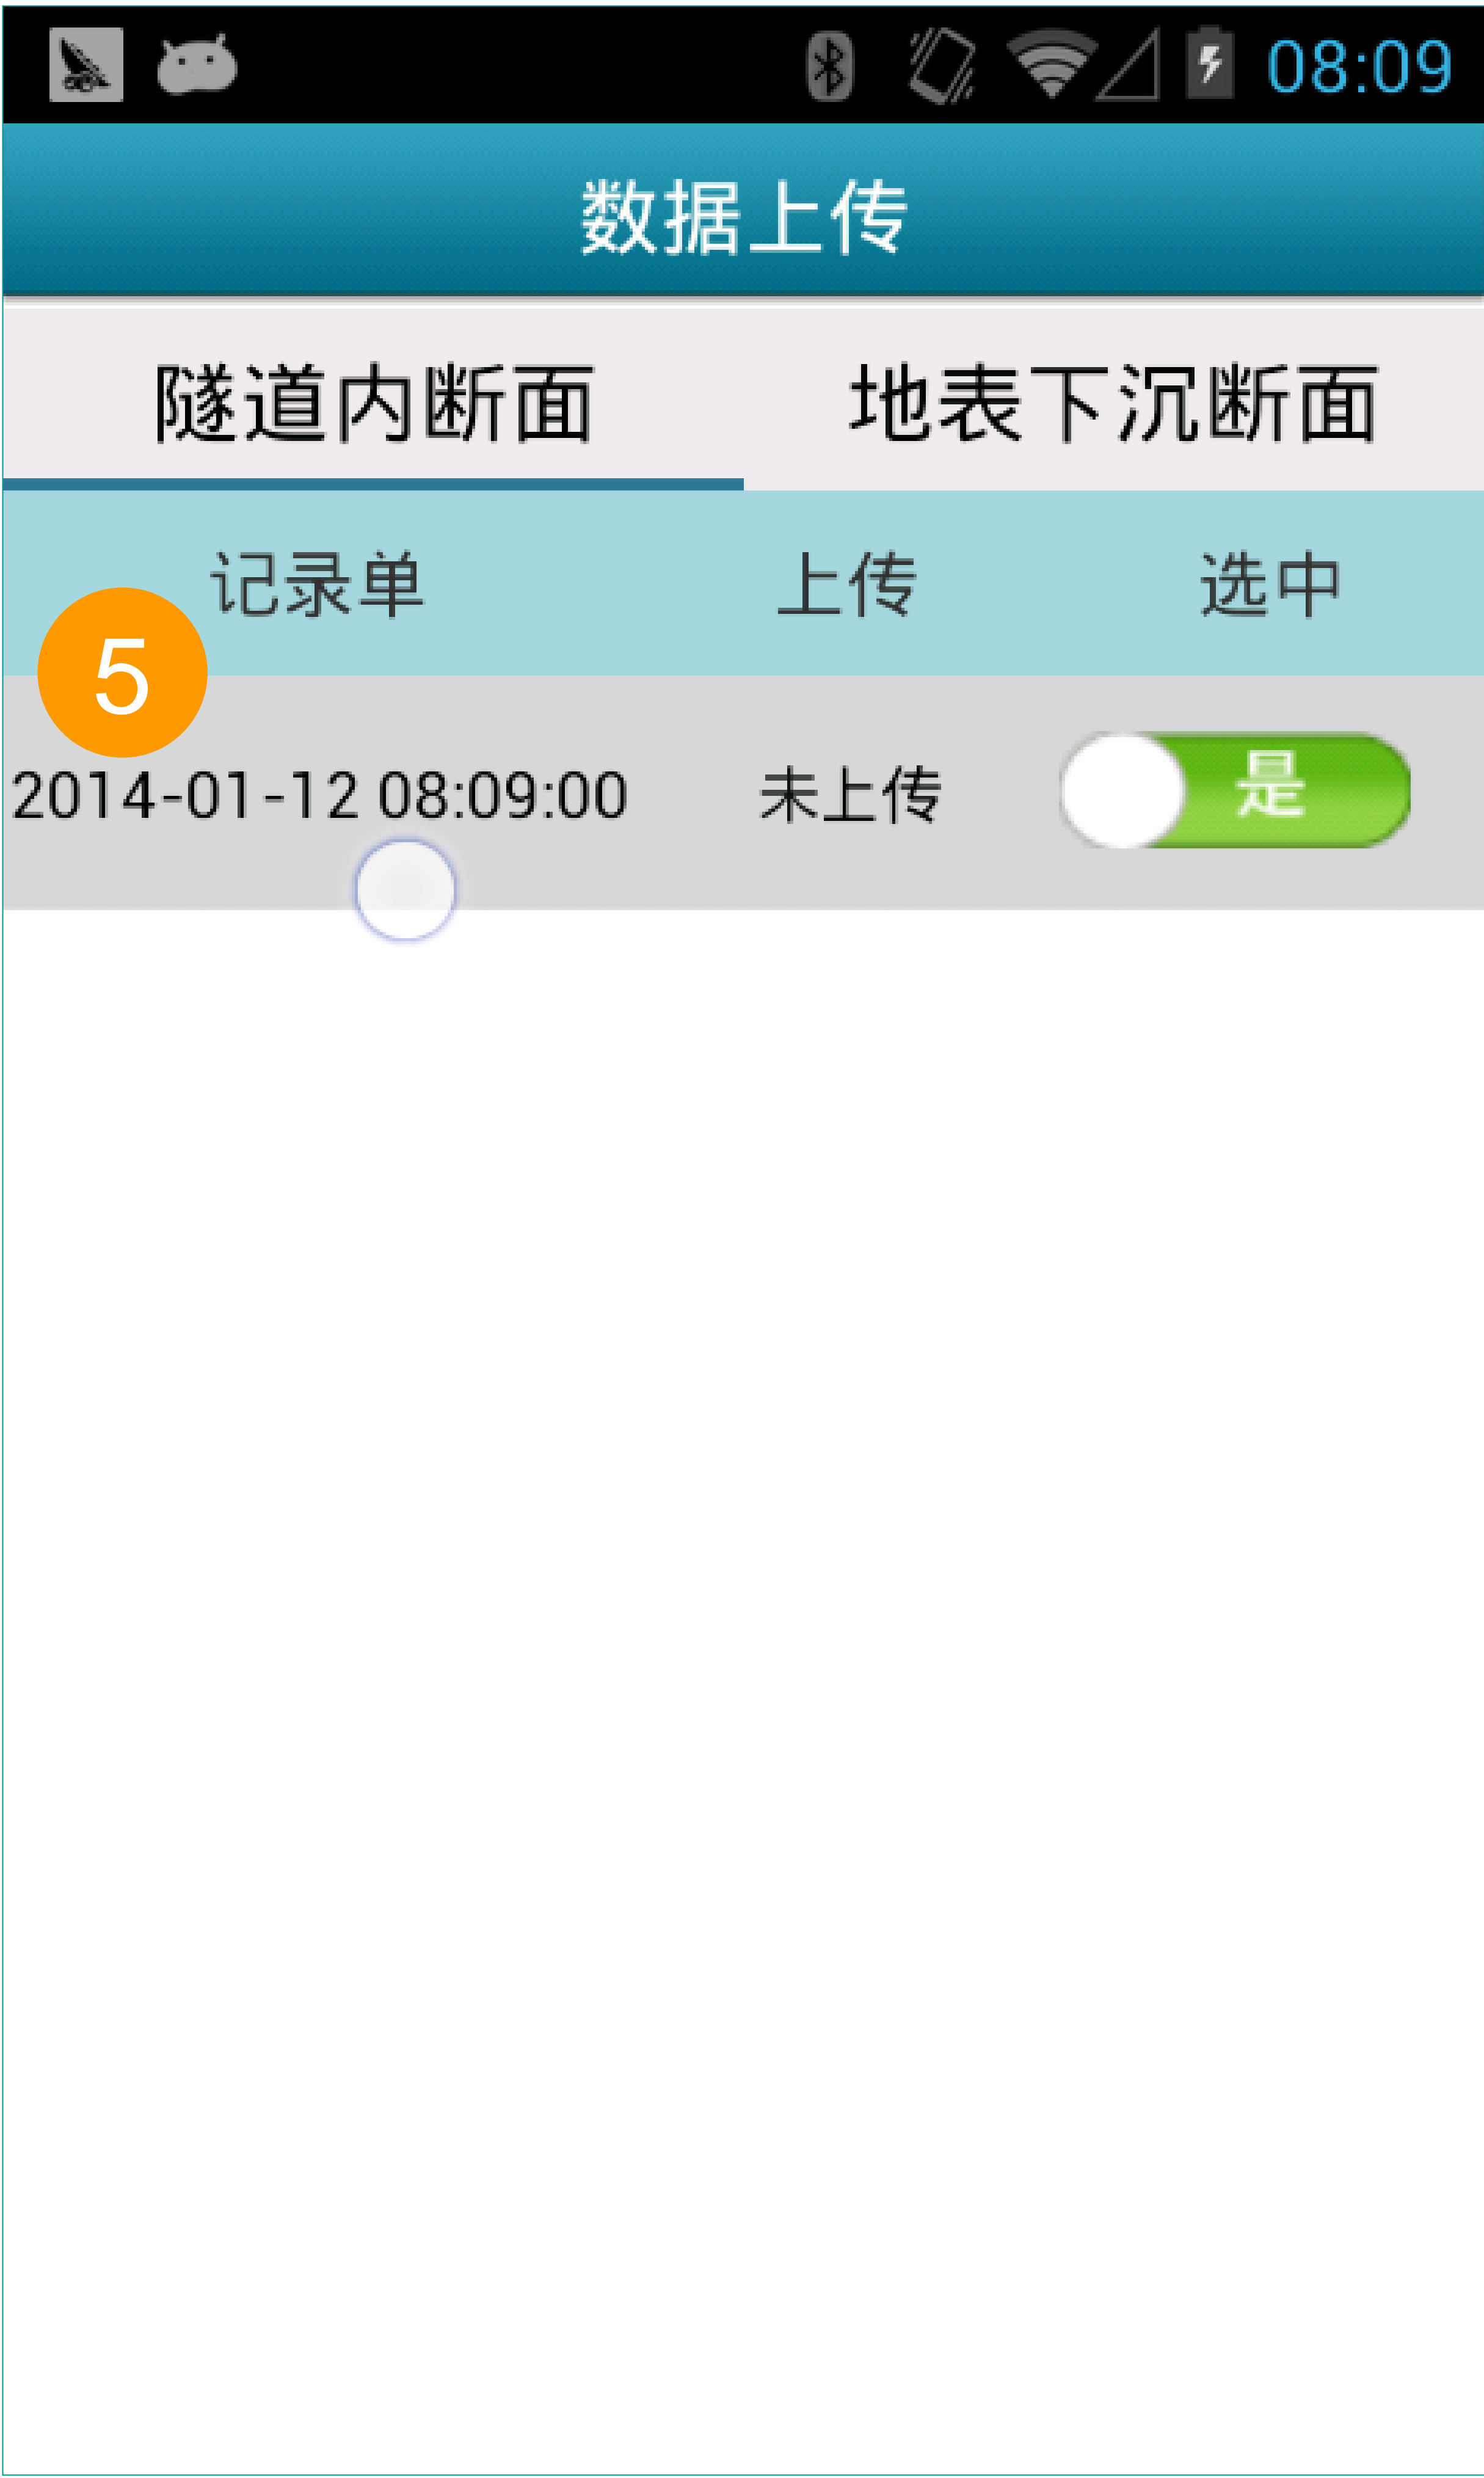 08:09
数据上传
隧道内断面 地表下沉断面
记录单 上传 选中
5
2014-01-12 08:09:00 未上传 是